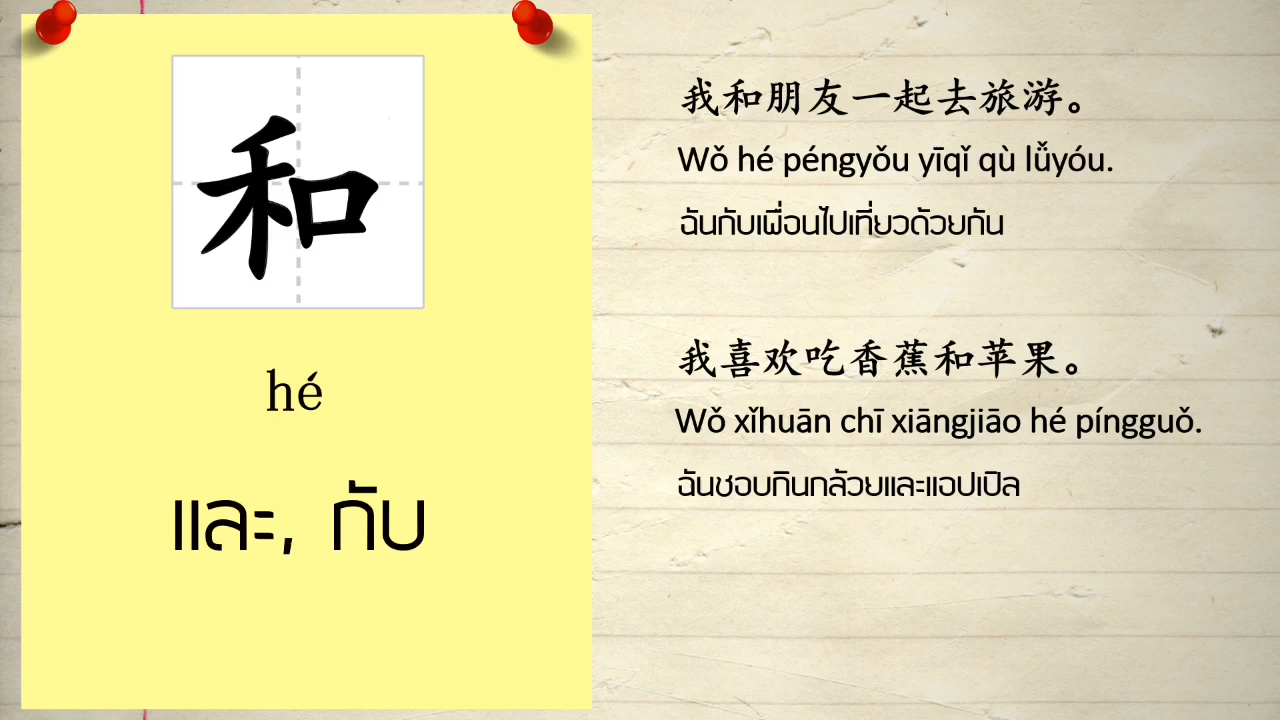 和
hé
และ, กับ
我和朋友一起去旅游。
Wǒ hé péngyǒu yīqǐ qù lǚyóu.
ฉันกับเพื่อนไปเที่ยวด้วยกัน
我喜欢吃香蕉和苹果。
Wǒ xǐhuān chī xiāngjiāo hé píngguǒ.
ฉันชอบกินกล้วยและแอปเปิล